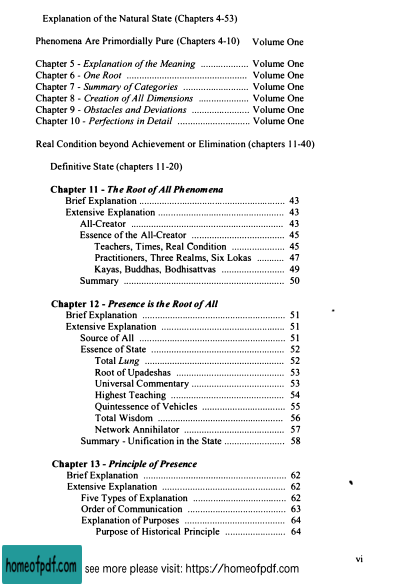 Explanation of the Natural State (Chapters 4-53)
Phenomena Are Primordially Pure (Chapters 4-10) Volume One
Chapter 5 - Explanation of the Meaning ................... Volume One
Chapter 6 - One Root .......................................... Volume One
Chapter 7 - Summary of Categories ...................... Volume One
Chapter 8 - Creation of All Dimensions ................. Volume One
Chapter 9 - Obstacles and Deviations .................... Volume One
Chapter 10 - Perfections in Detail ......................... Volume One
Real Condition beyond Achievement or Elimination (chapters 11-40)
Definitive State (chapters 11-20)
Chapter 11 - The Root of All Phenomena
Brief Explanation .................................................. 43
Extensive Explanation ............................................ 43
All-Creator ..................................................... 43
Essence of the All-Creator ................................ 45
Teachers, Times, Real Condition .................. 45
Practitioners, Three Realms, Six Lokas ......... 47
Kayas, Buddhas, Bodhisattvas ...................... 49
Summary ........................................................ 50
Chapter 12 - Presence is the Root of All
Brief Explanation ................................................. 51
Extensive Explanation ........................................... 51
Source of All ................................................... 51
Essence of State ............................................... 52
Total Lung ................................................ 52
Root of Upadeshas ..................................... 53
Universal Commentary ................................ 53
Highest Teaching ....................................... 54
Quintessence of Vehicles ............................ 55
Total Wisdom ............................................ 56
Network Annihilator ................................... 57
Summary - Unification in the State ..................... 58
Chapter 13 - Principle of Presence
Brief Explanation ................................................. 62
Extensive Explanation ........................................... 62
Five Types of Explanation ................................ 62
Order of Communication .................................. 63
Explanation of Purposes ................................... 64
Purpose of Historical Principle ..................... 64
vi
homeofpdf.com see more please visit: https://homeofpdf.com